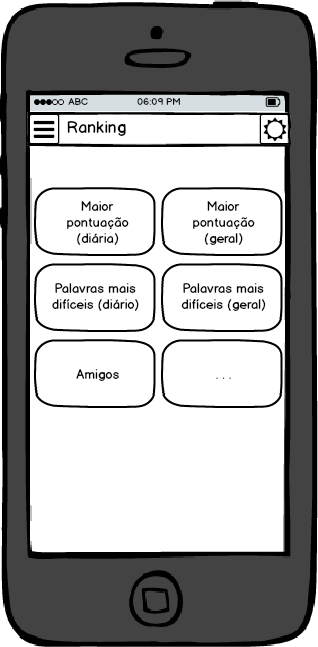 ABC 06:09 PM
Ranking
Maior
pontuação
(diária)
Maior
pontuação
(geral)
Palavras mais
difíceis (diário)
Palavras mais
difíceis (geral)
Amigos
...